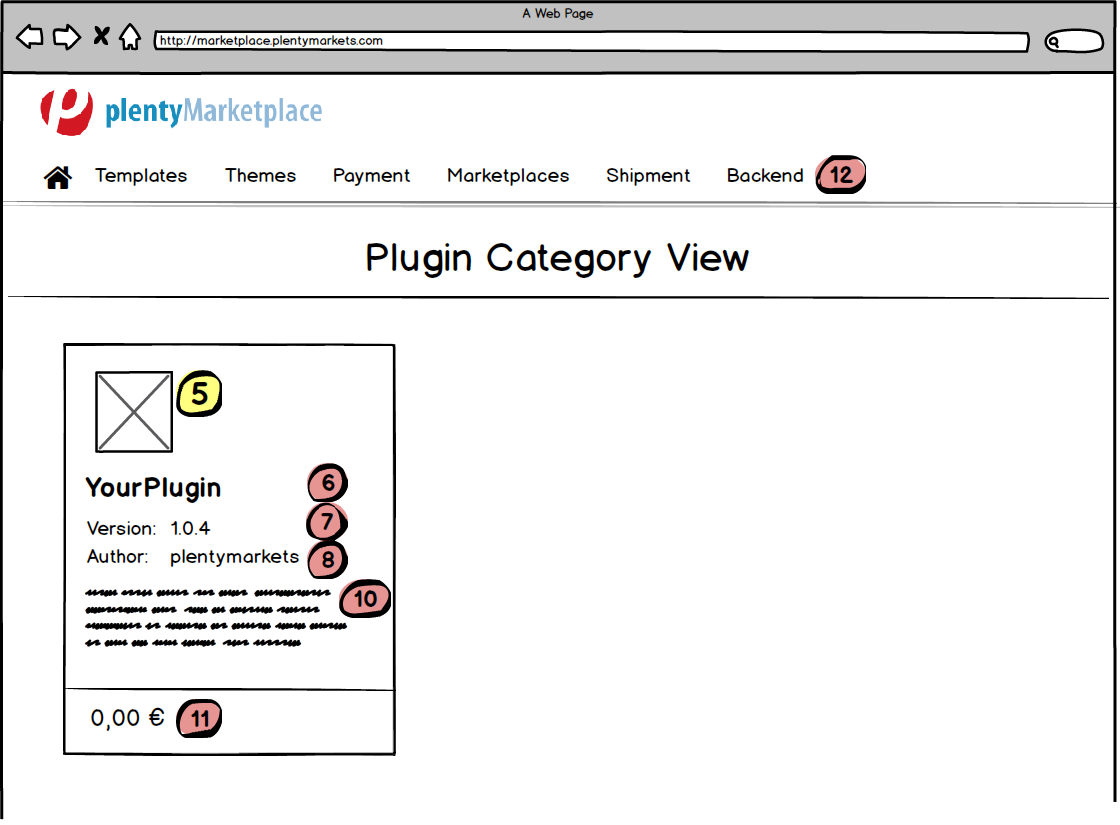 A Web Page
http://marketplace.plentymarkets.com
plentyMarketplace
Templates Themes Payment Marketplaces Shipment Backend 12
Plugin Category View
5
YourPlugin 6
7
Version: 1.0.4
Author: plentymarkets 8
10
0,00 € 11